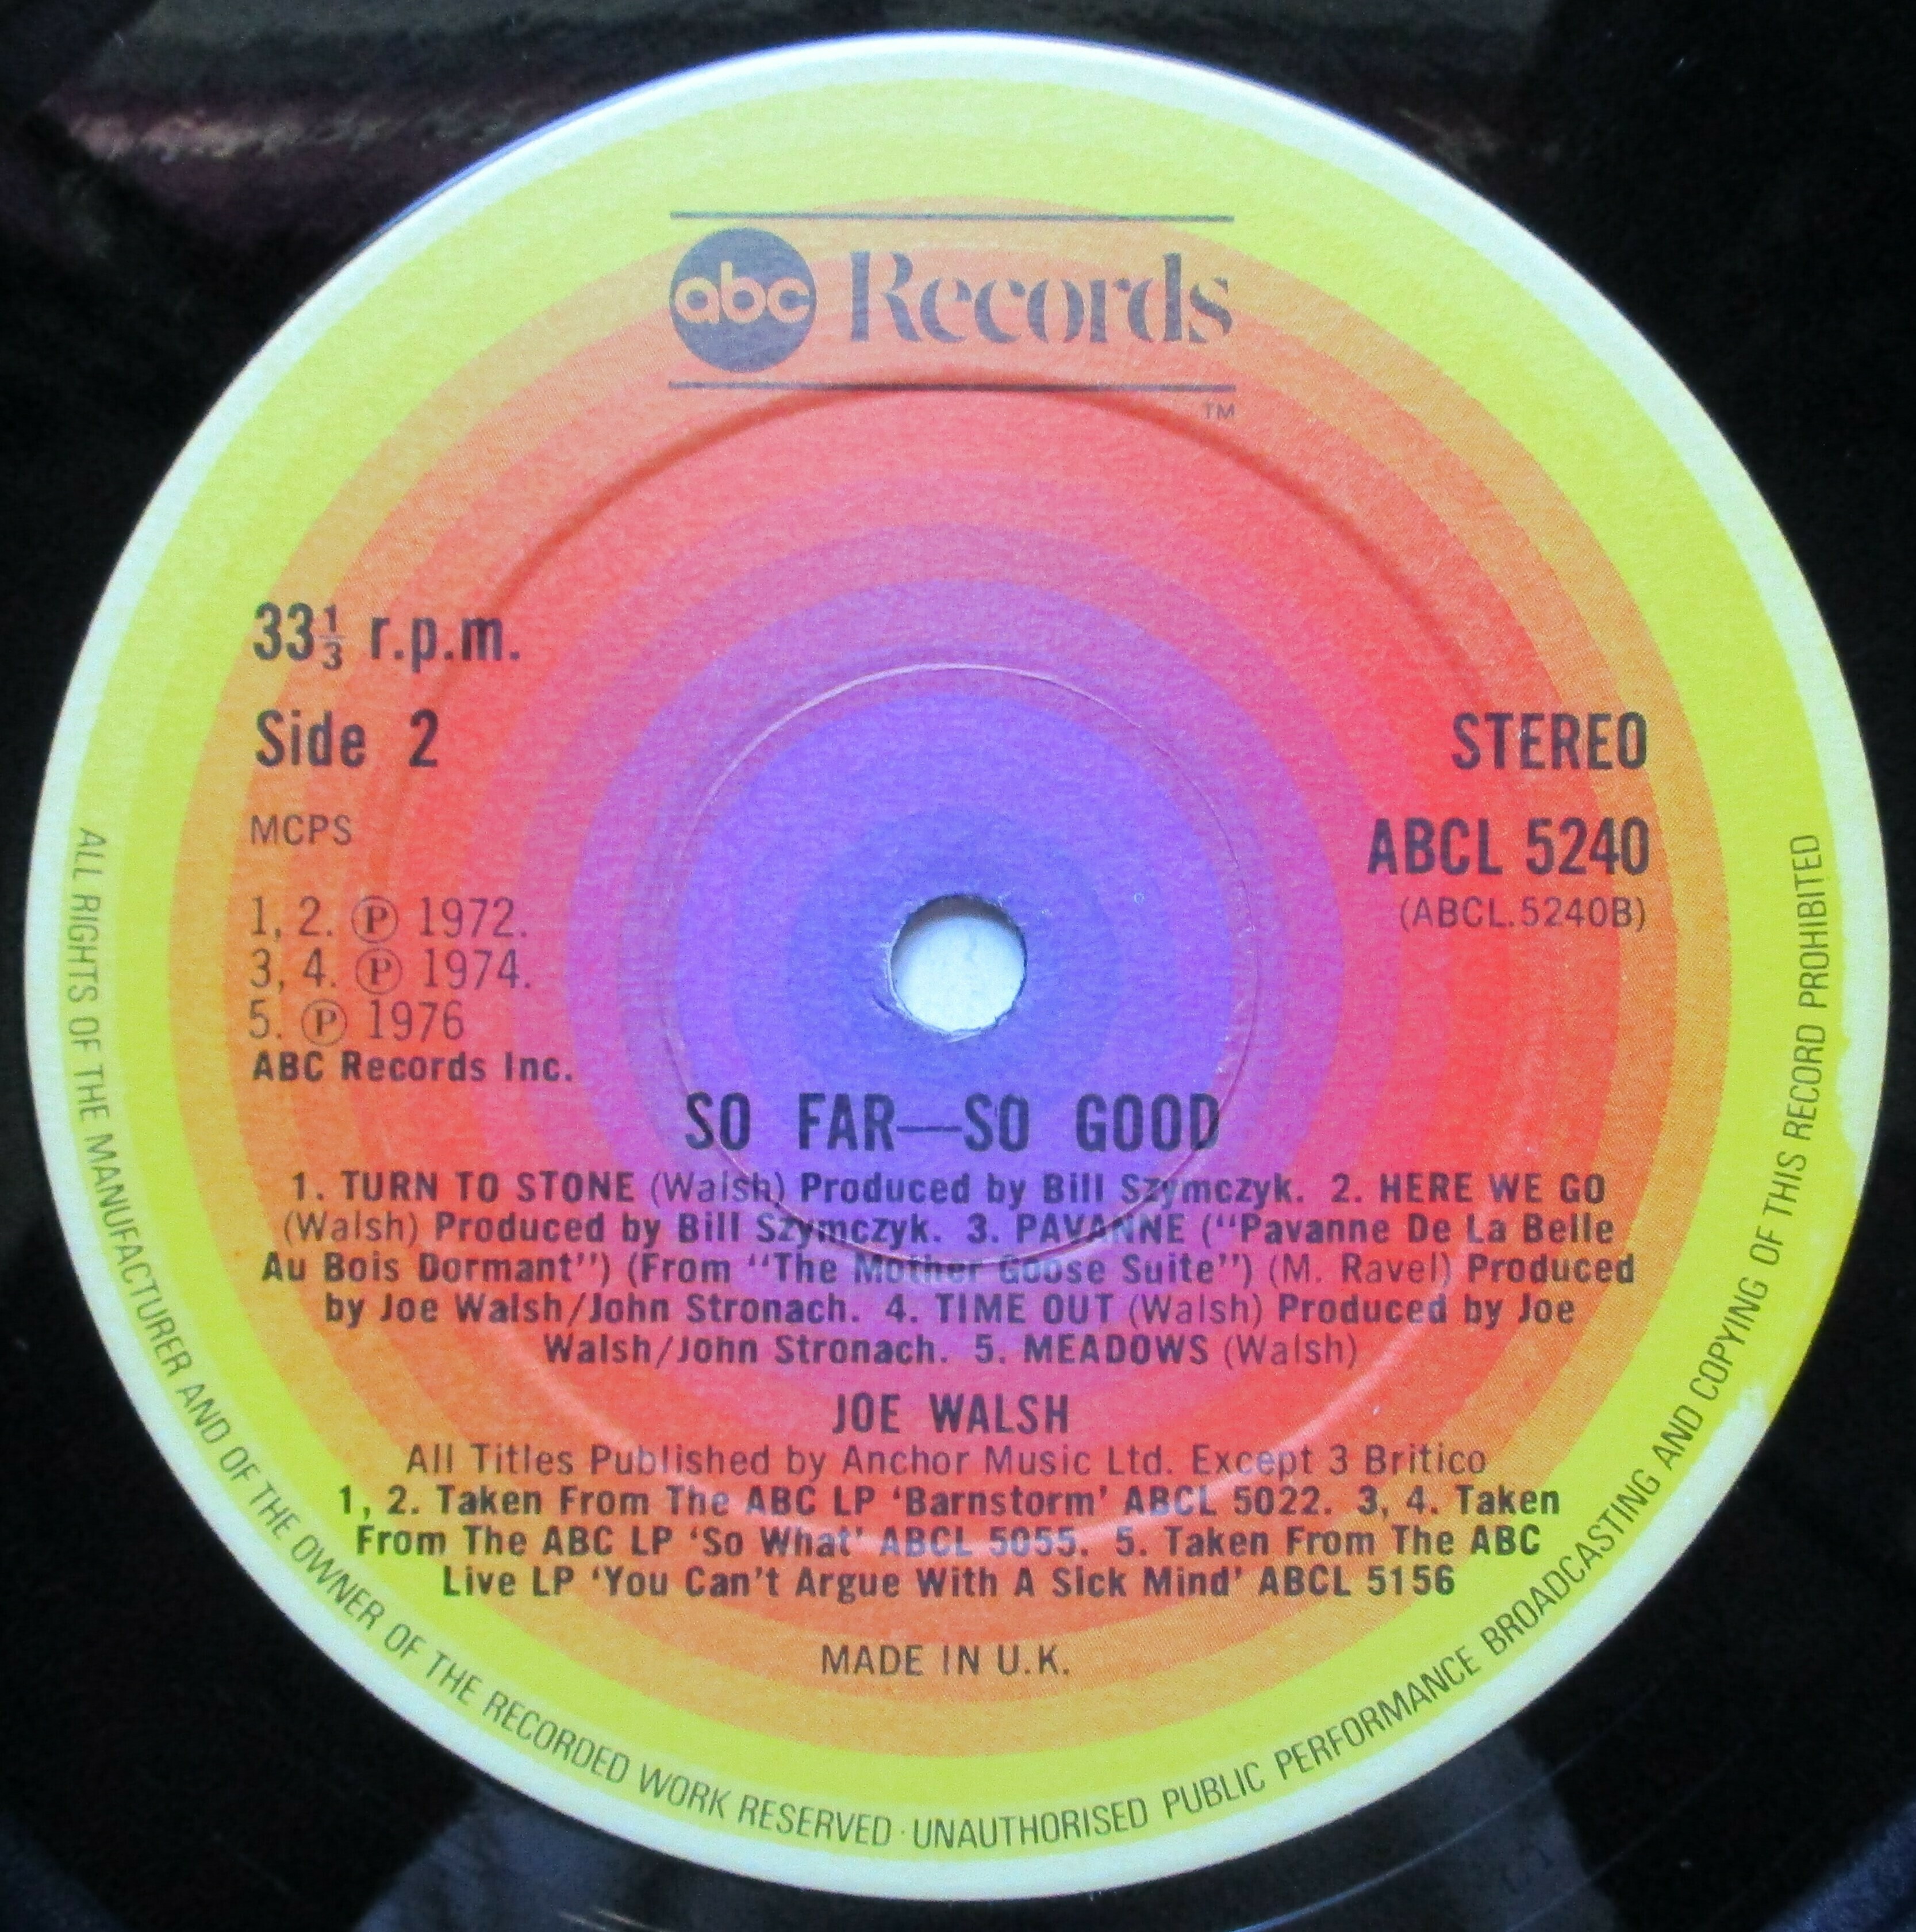 abc Records
TM
33⅓ r.p.m.
Side 2
MCPS
1, 2. Ⓟ 1972.
3, 4. Ⓟ 1974.
5. Ⓟ 1976
ABC Records Inc.
STEREO
ABCL 5240
(ABCL.5240B)
SO FAR—SO GOOD
1. TURN TO STONE (Walsh) Produced by Bill Szymczyk. 2. HERE WE GO
(Walsh) Produced by Bill Szymczyk. 3. PAVANNE (“Pavanne De La Belle
Au Bois Dormant”) (From “The Mother Goose Suite”) (M. Ravel) Produced
by Joe Walsh/John Stronach. 4. TIME OUT (Walsh) Produced by Joe
Walsh/John Stronach. 5. MEADOWS (Walsh)
JOE WALSH
All Titles Published by Anchor Music Ltd. Except 3 Britico
1, 2. Taken From The ABC LP ‘Barnstorm’ ABCL 5022. 3, 4. Taken
From The ABC LP ‘So What’ ABCL 5055. 5. Taken From The ABC
Live LP ‘You Can’t Argue With A Sick Mind’ ABCL 5156
MADE IN U.K.
ALL RIGHTS OF THE MANUFACTURER AND OF THE OWNER OF THE RECORDED WORK RESERVED · UNAUTHORISED PUBLIC PERFORMANCE BROADCASTING AND COPYING OF THIS RECORD PROHIBITED